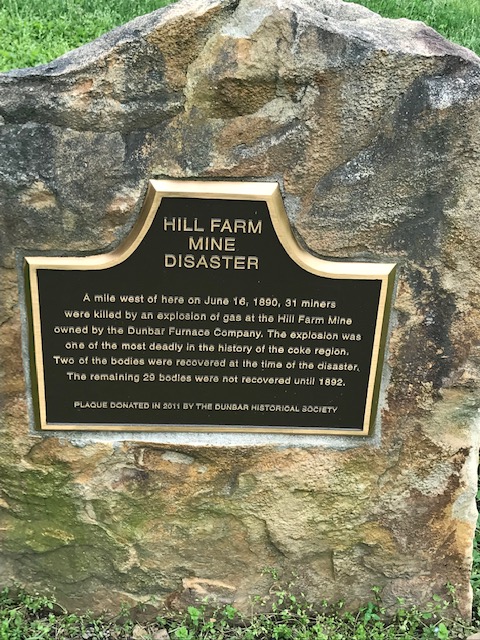 HILL FARM
MINE
DISASTER
A mile west of here on June 16, 1890, 31 miners
were killed by an explosion of gas at the Hill Farm Mine
owned by the Dunbar Furnace Company. The explosion was
one of the most deadly in the history of the coke region.
Two of the bodies were recovered at the time of the disaster.
The remaining 29 bodies were not recovered until 1892.
PLAQUE DONATED IN 2011 BY THE DUNBAR HISTORICAL SOCIETY